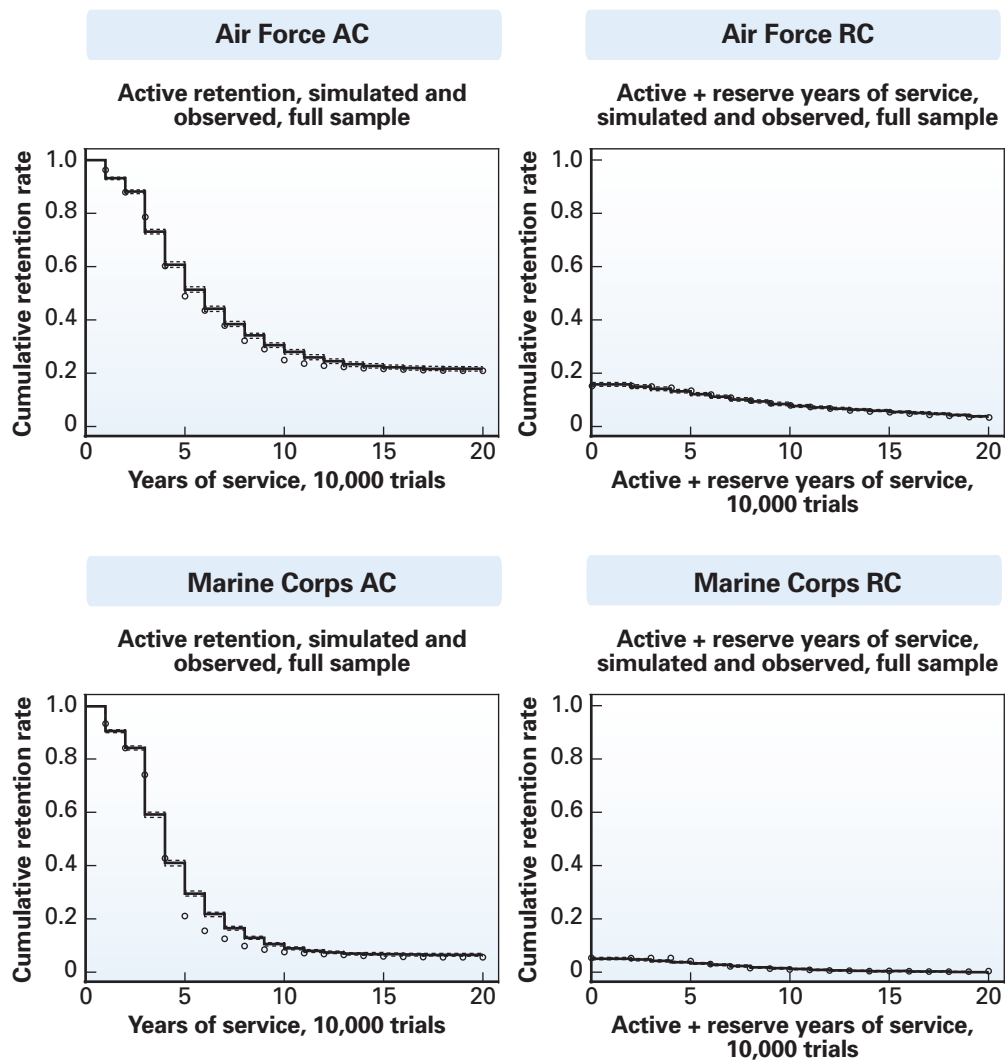 Air Force AC
Active retention, simulated and
observed, full sample
Cumulative retention rate
1.0
0.8
0.6
0.4
0.2
0
0 5 10 15 20
Years of service, 10,000 trials
Air Force RC
Active + reserve years of service,
simulated and observed, full sample
Cumulative retention rate
1.0
0.8
0.6
0.4
0.2
0
0 5 10 15 20
Active + reserve years of service,
10,000 trials
Marine Corps AC
Active retention, simulated and
observed, full sample
Cumulative retention rate
1.0
0.8
0.6
0.4
0.2
0
0 5 10 15 20
Years of service, 10,000 trials
Marine Corps RC
Active + reserve years of service,
simulated and observed, full sample
Cumulative retention rate
1.0
0.8
0.6
0.4
0.2
0
0 5 10 15 20
Active + reserve years of service,
10,000 trials